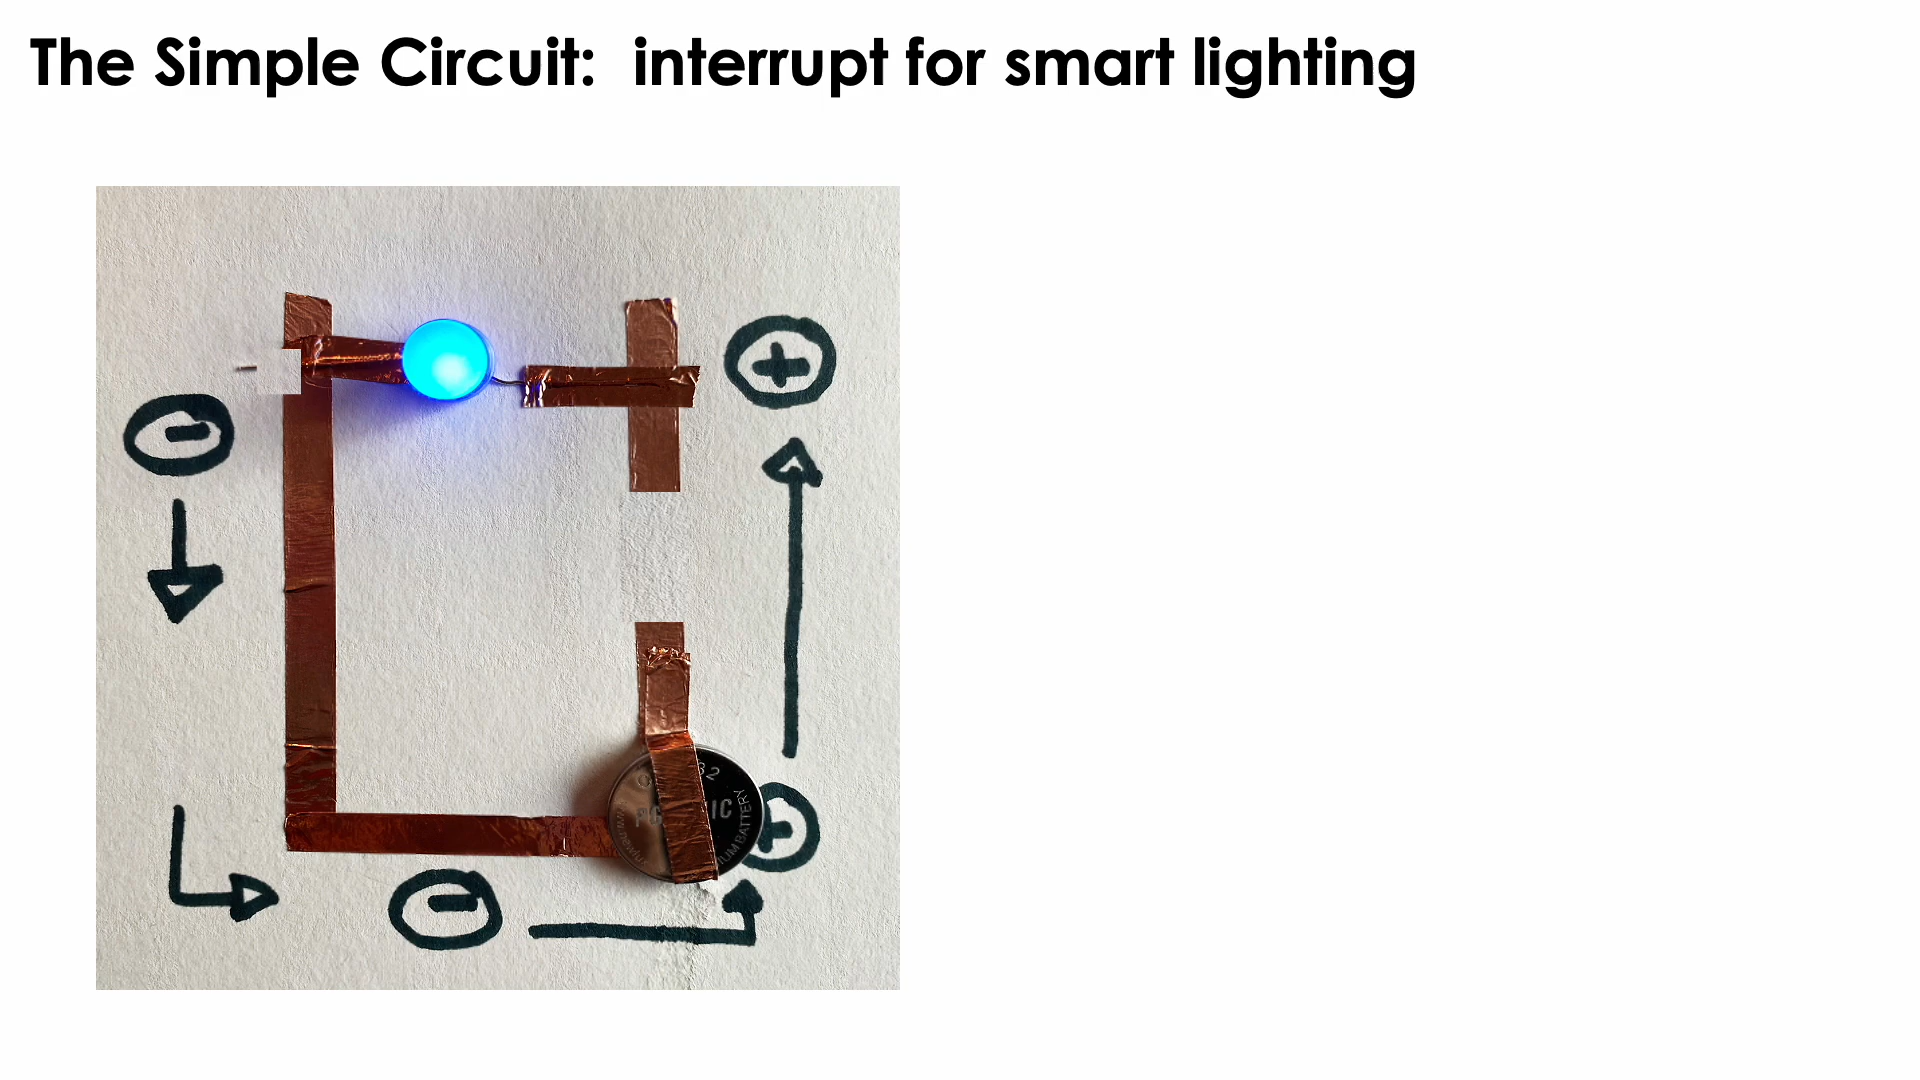 The Simple Circuit:  interrupt for smart lighting
+
-
+
-